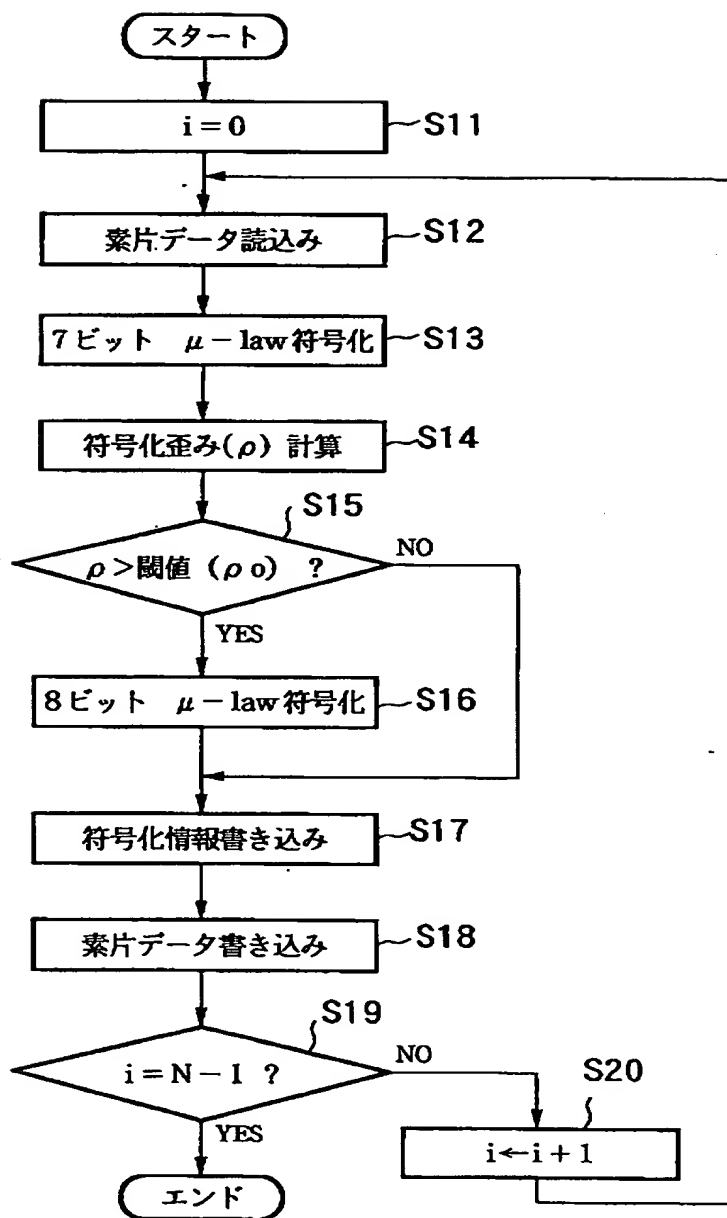 スタート
i = 0
S11
素片データ読込み
S12
7ビット μ－law符号化
S13
符号化歪み(ρ) 計算
S14
S15
ρ＞閾値 (ρo) ?
NO
YES
8ビット μ－law符号化
S16
符号化情報書き込み
S17
素片データ書き込み
S18
S19
i = N − 1 ?
NO
S20
YES
i←i + 1
エンド